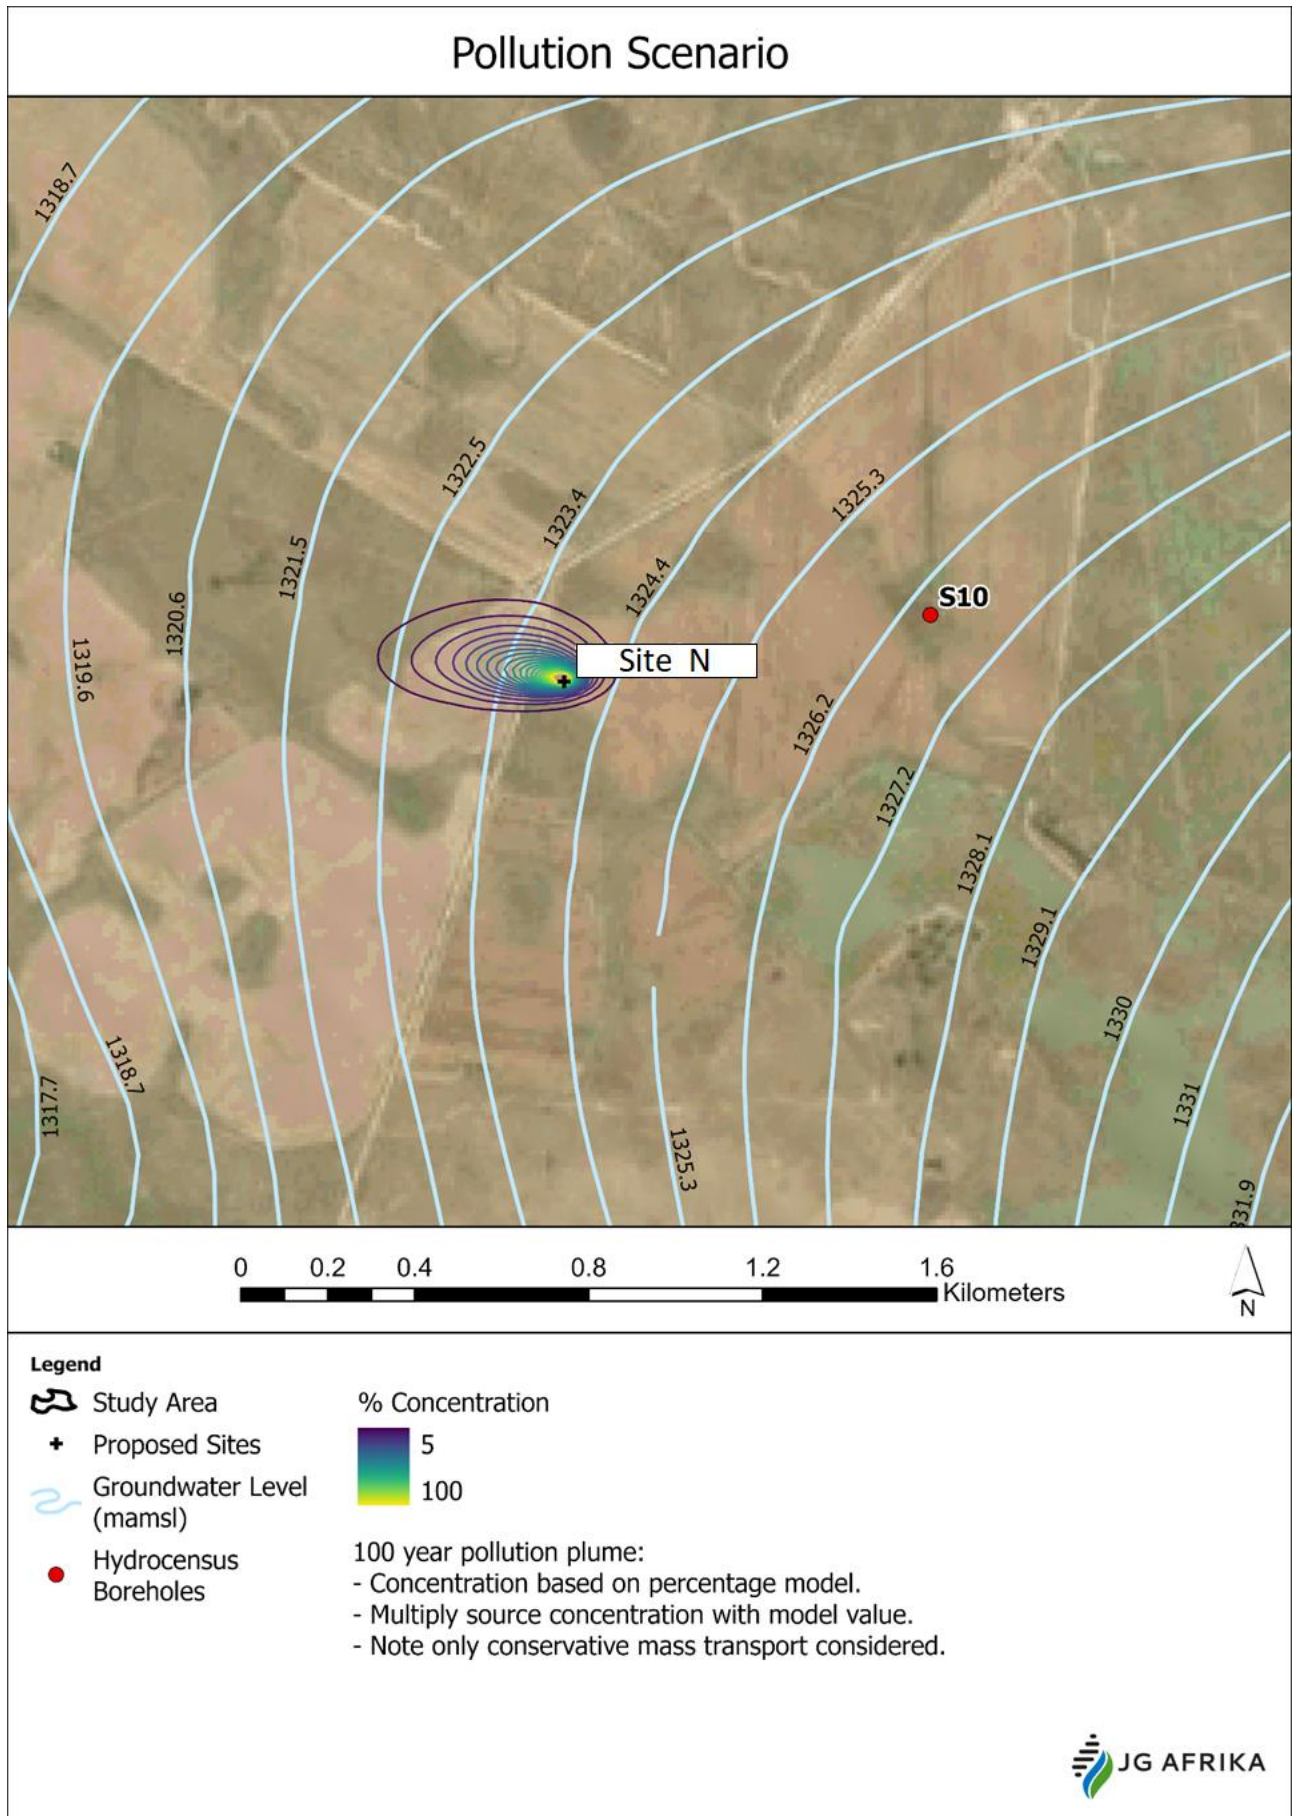 Pollution Scenario
1318.7
1322.5
1323.4
1325.3
1321.5
1324.4
1320.6
S10
Site N
1319.6
1326.2
1327.2
1328.1
1329.1
1330
1318.7
1317.7
1331
1325.3
331.9
0 0.2 0.4 0.8 1.2 1.6
Kilometers
N
Legend
Study Area
Proposed Sites
Groundwater Level
(mamsl)
Hydrocensus
Boreholes
% Concentration
5
100
100 year pollution plume:
- Concentration based on percentage model.
- Multiply source concentration with model value.
- Note only conservative mass transport considered.
JG AFRIKA